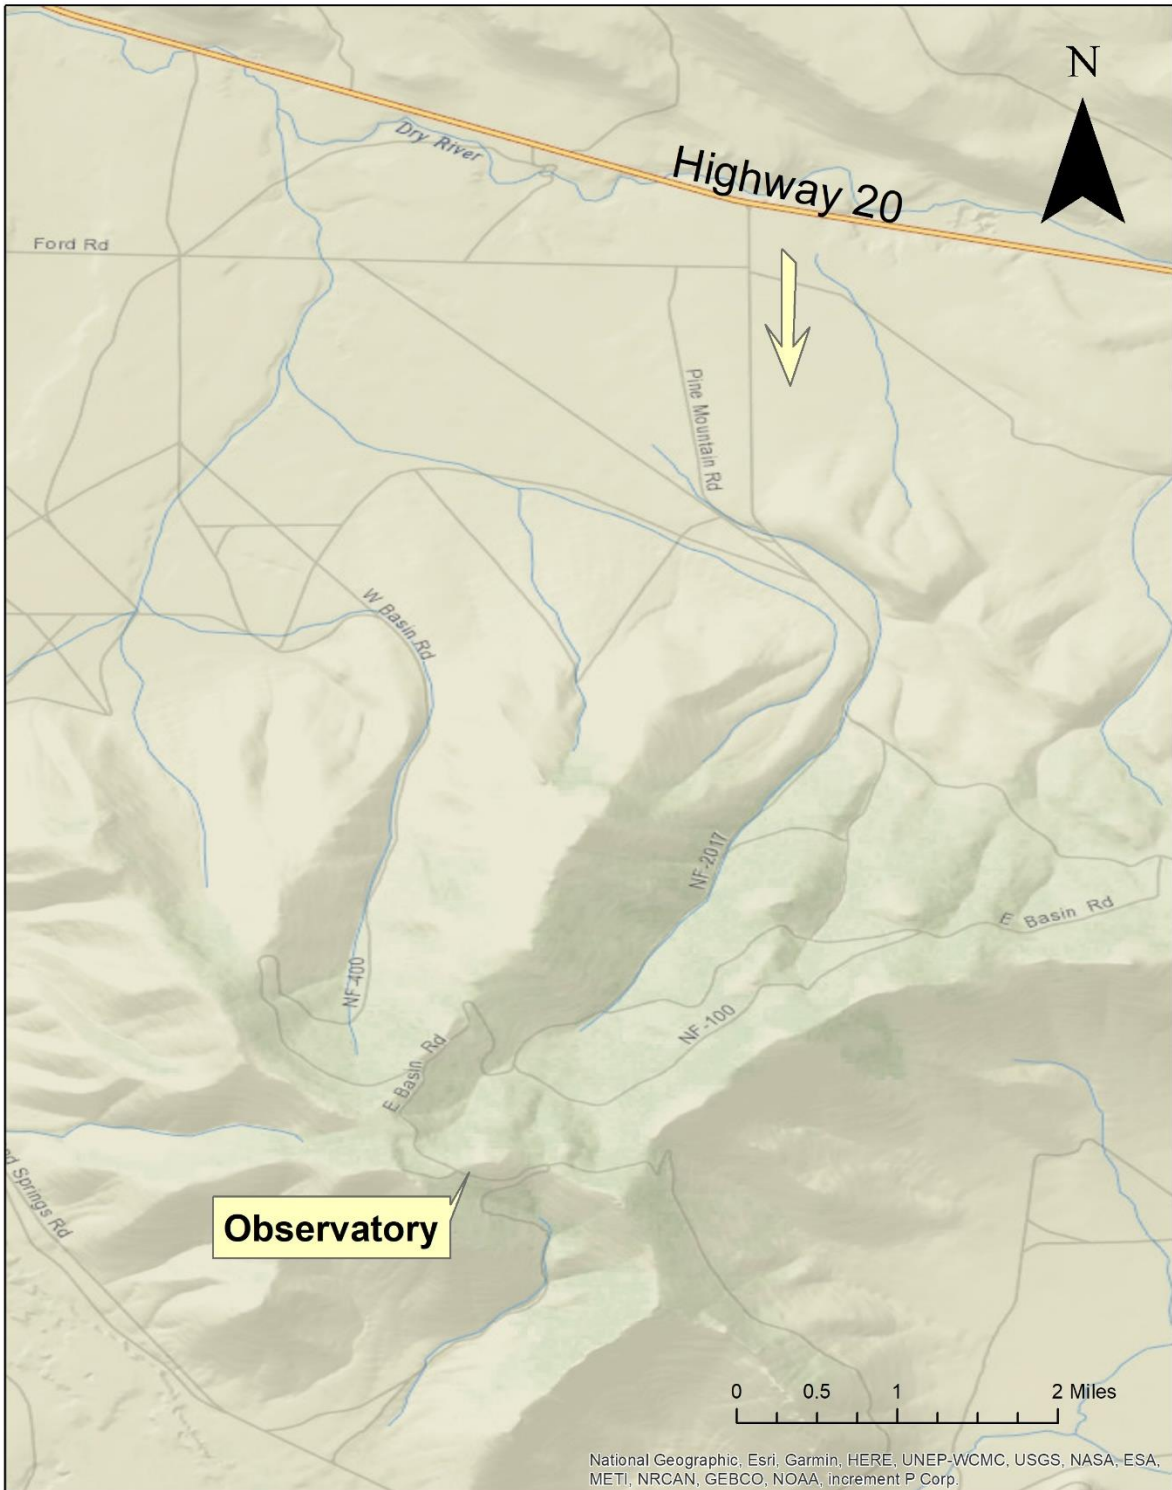 N
Dry River
Highway 20
Ford Rd
Pine Mountain Rd
W Basin Rd
NF-2017
E Basin Rd
NF-400
NF-100
E Basin Rd
Springs Rd
Observatory
0 0.5 1 2 Miles
National Geographic, Esri, Garmin, HERE, UNEP-WCMC, USGS, NASA, ESA,
METI, NRCAN, GEBCO, NOAA, increment P Corp.